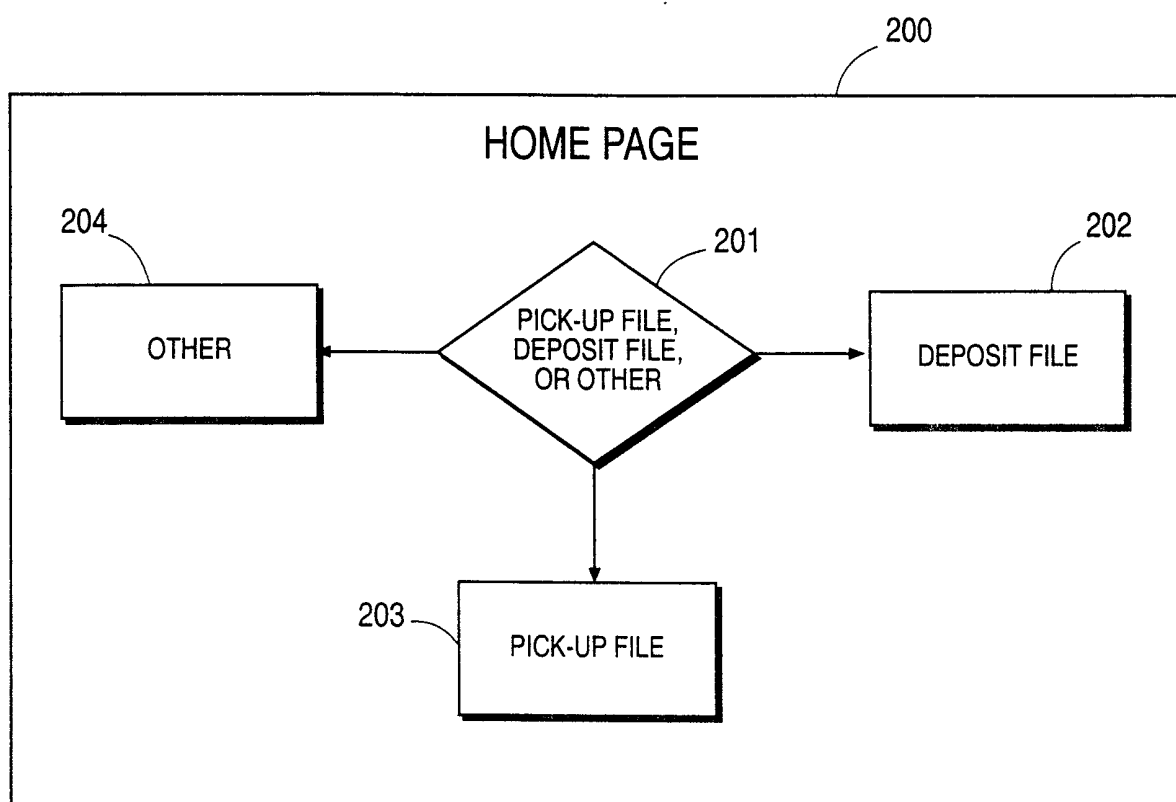 200
HOME PAGE
204
201
202
OTHER
PICK-UP FILE,
DEPOSIT FILE,
OR OTHER
DEPOSIT FILE
203
PICK-UP FILE